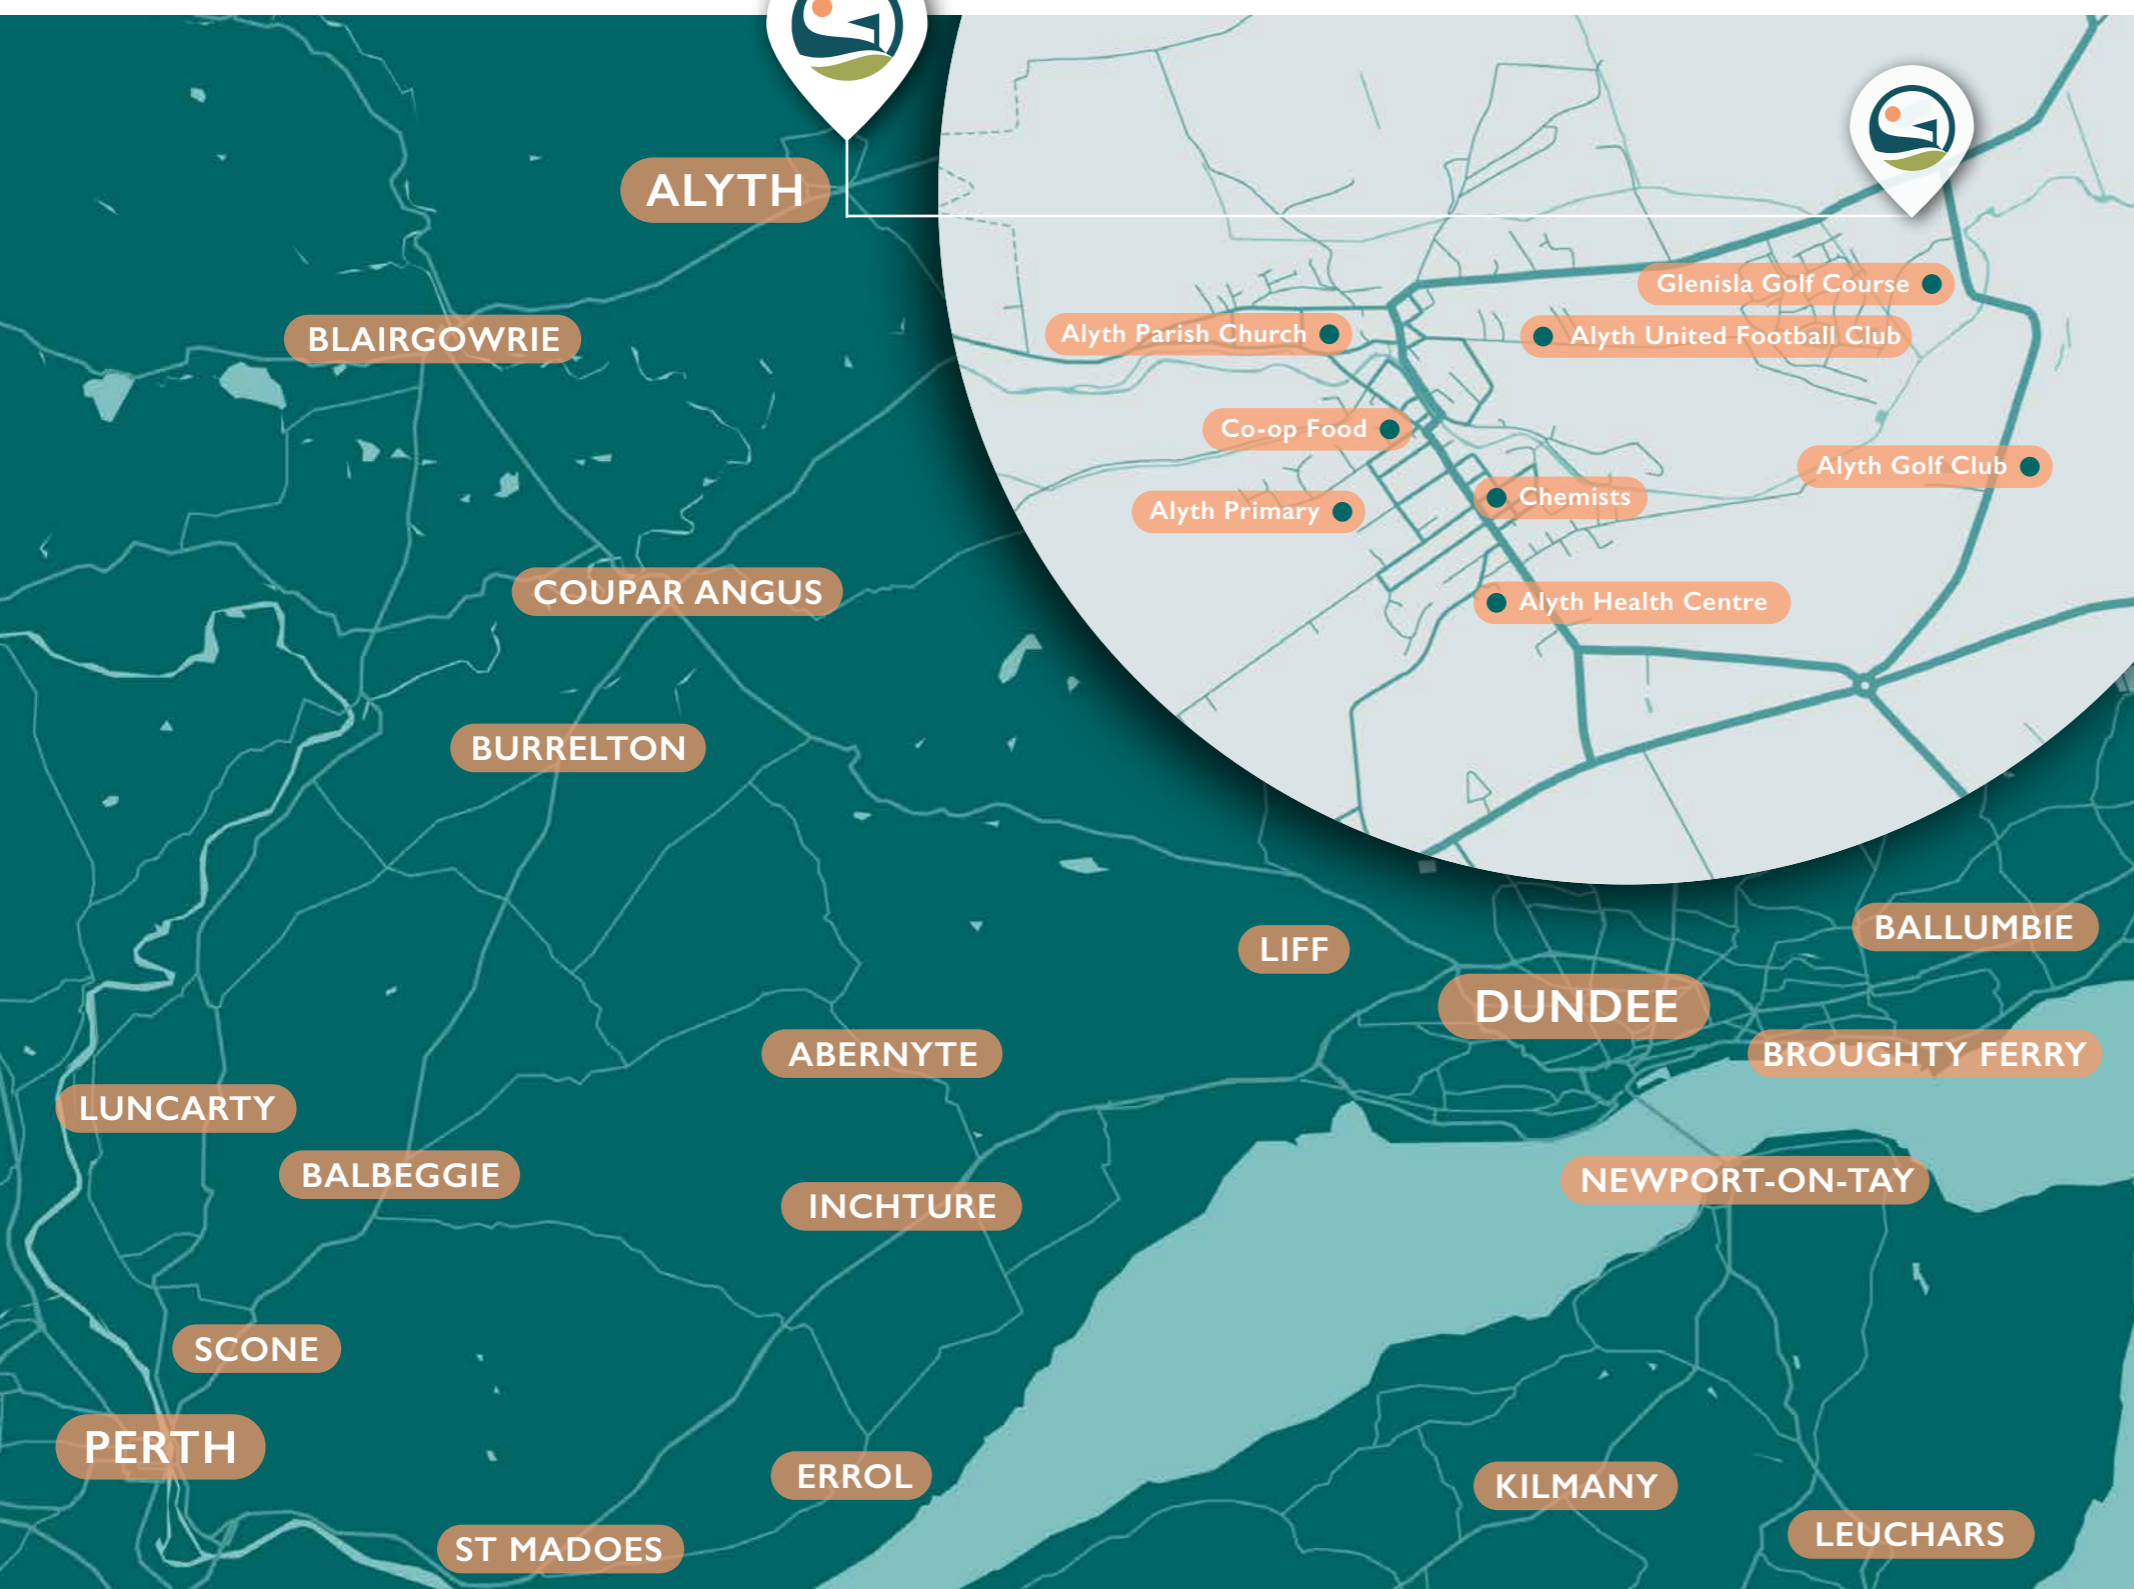 ALYTH
Glenisla Golf Course
Alyth Parish Church
Alyth United Football Club
BLAIRGOWRIE
Co-op Food
Alyth Golf Club
Chemists
Alyth Primary
COUPAR ANGUS
Alyth Health Centre
BURRELTON
BALLUMBIE
LIFF
DUNDEE
ABERNYTE
BROUGHTY FERRY
LUNCARTY
BALBEGGIE
NEWPORT-ON-TAY
INCHTURE
SCONE
PERTH
ERROL
KILMANY
LEUCHARS
ST MADOES